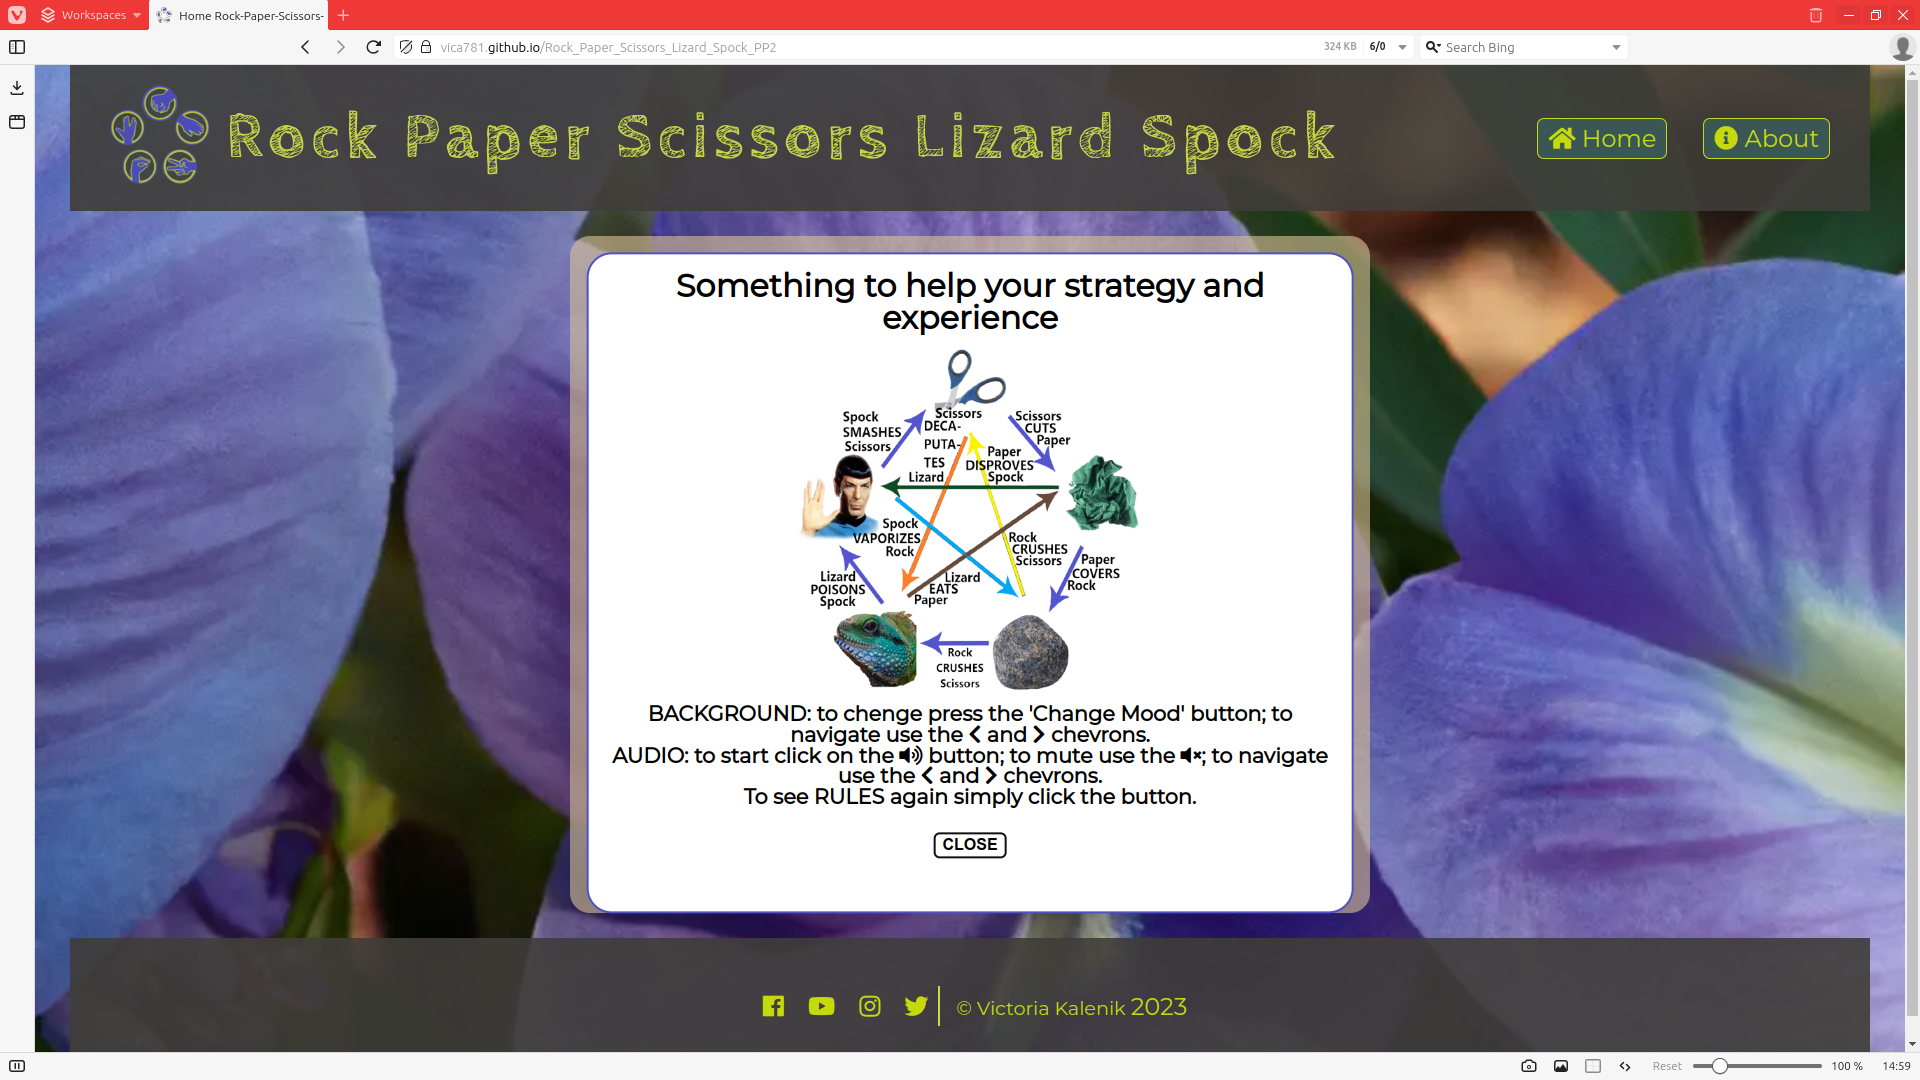 Workspaces
Home Rock-Paper-Scissors-
vica781.github.io/Rock_Paper_Scissors_Lizard_Spock_PP2
324 KB
6/0
Search Bing
Rock Paper Scissors Lizard Spock
Home
About
Something to help your strategy and
experience
Spock
SMASHES
Scissors
Scissors
DECA-
PUTA-
TES
Lizard
Scissors
CUTS
Paper
Paper
DISPROVES
Spock
Spock
VAPORIZES
Rock
Rock
CRUSHES
Scissors
Paper
COVERS
Rock
Lizard
POISONS
Spock
Lizard
EATS
Paper
Rock
CRUSHES
Scissors
BACKGROUND: to chenge press the 'Change Mood' button; to
navigate use the < and > chevrons.
AUDIO: to start click on the button; to mute use the ; to navigate
use the < and > chevrons.
To see RULES again simply click the button.
CLOSE
© Victoria Kalenik 2023
Reset
100 %
14:59